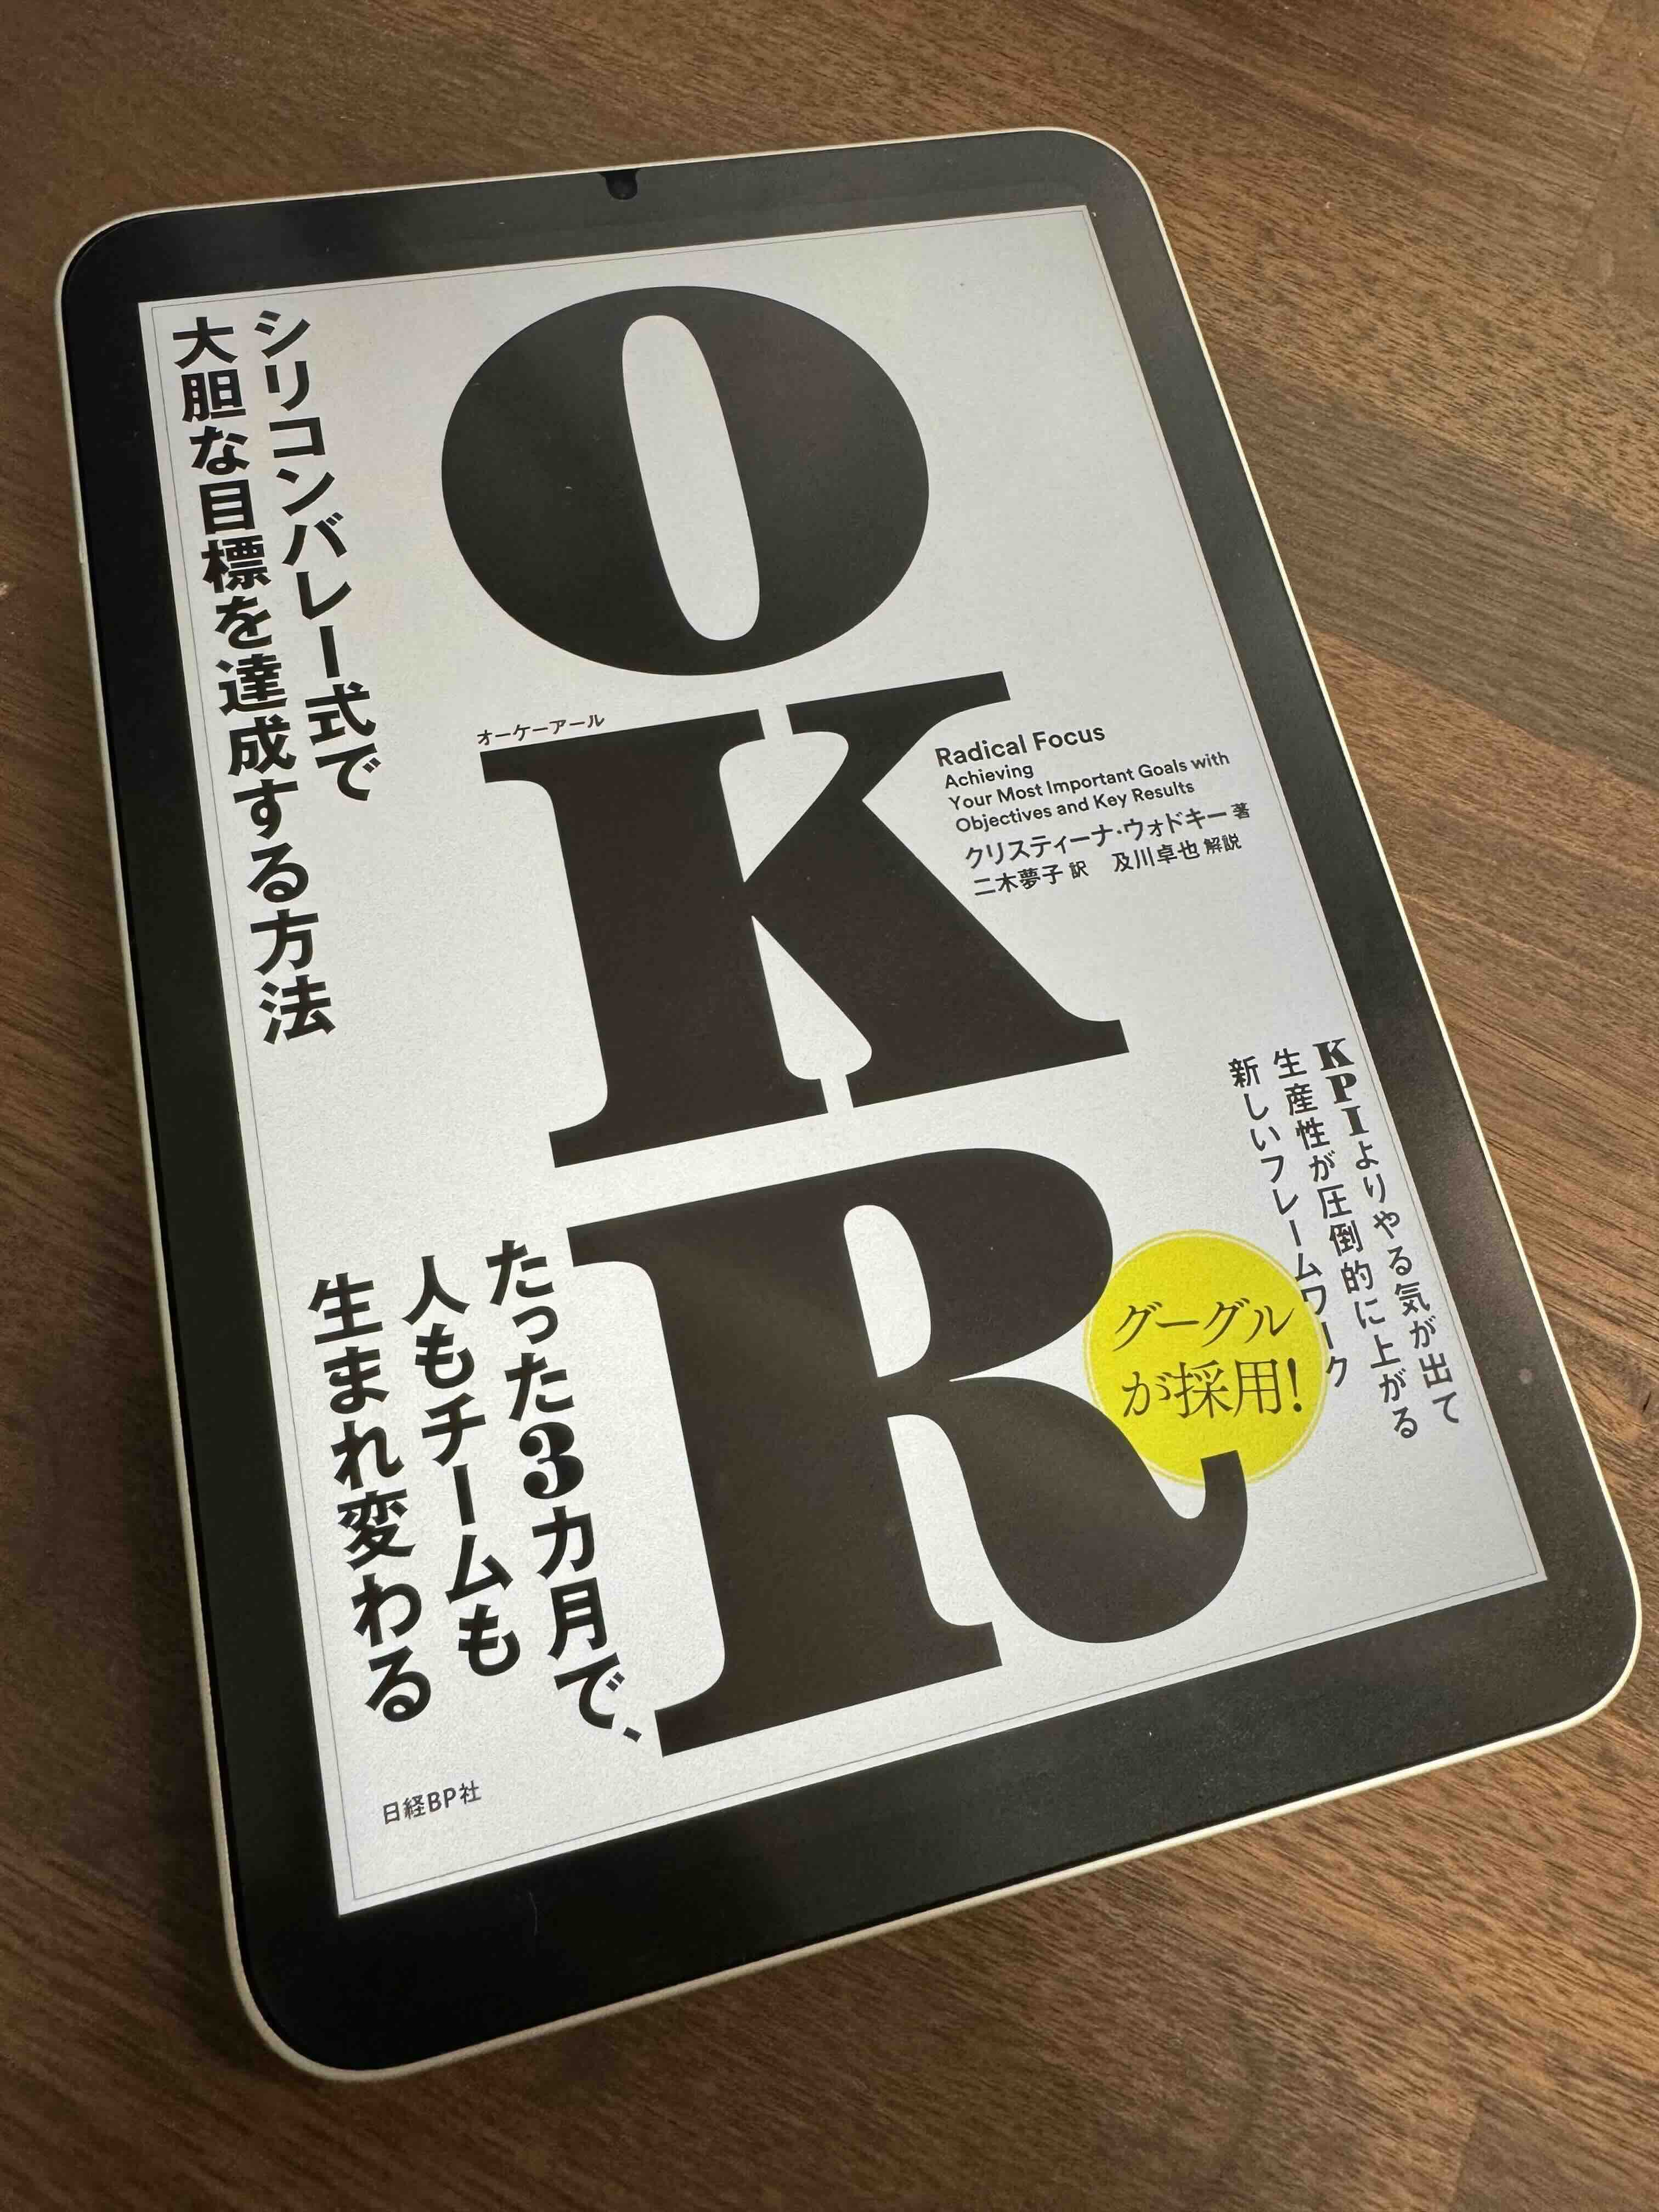 シリコンバレー式で
大胆な目標を達成する方法
OKR
オーケーアール
Radical Focus
Achieving
Your Most Important Goals with
Objectives and Key Results
クリスティーナ・ウォドキー 著
二木夢子 訳 及川卓也 解説
KPIよりやる気が出て
生産性が圧倒的に上がる
新しいフレームワーク
グーグル
が採用!
たった3カ月で、
人もチームも
生まれ変わる
日経BP社